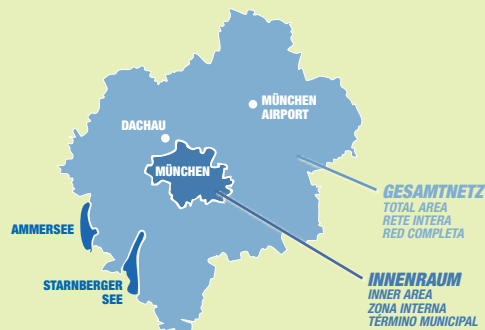 MÜNCHEN
AIRPORT
DACHAU
MÜNCHEN
GESAMTNETZ
TOTAL AREA
RETE INTERA
RED COMPLETA
AMMERSEE
STARNBERGER
SEE
INNENRAUM
INNER AREA
ZONA INTERNA
TÉRMINO MUNICIPAL